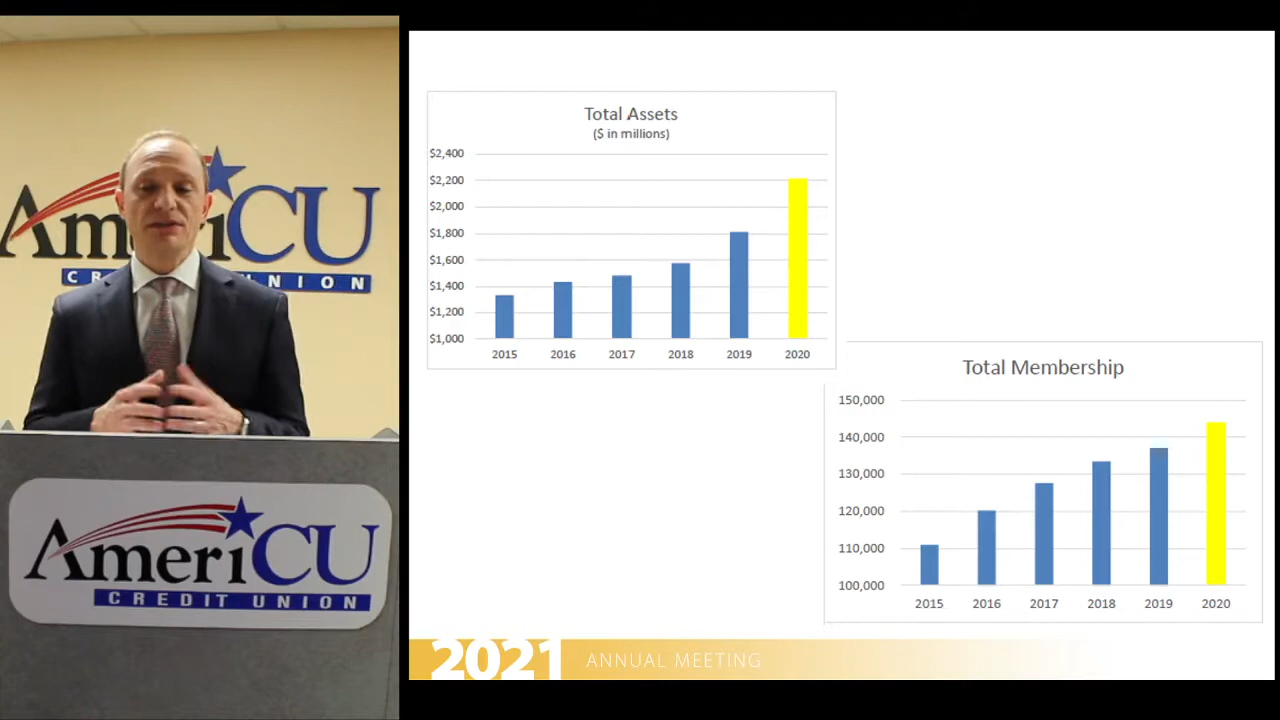 AmeriCU
CR UNION
AmeriCU
CREDIT UNION
Total Assets
($ in millions)
$2,400
$2,200
$2,000
$1,800
$1,600
$1,400
$1,200
$1,000
2015 2016 2017 2018 2019 2020
Total Membership
150,000
140,000
130,000
120,000
110,000
100,000
2015 2016 2017 2018 2019 2020
2021 ANNUAL MEETING